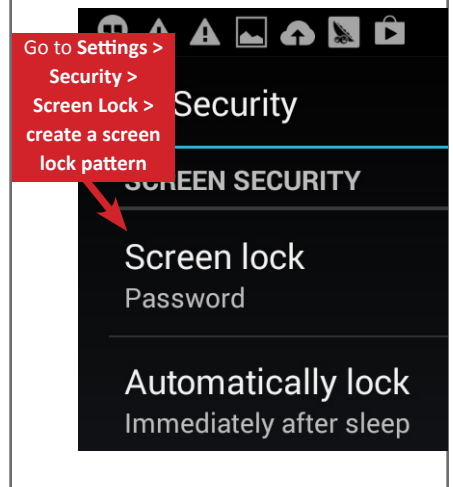 Go to Settings >
Security >
Screen Lock >
create a screen
lock pattern
Security
SCREEN SECURITY
Screen lock
Password
Automatically lock
Immediately after sleep